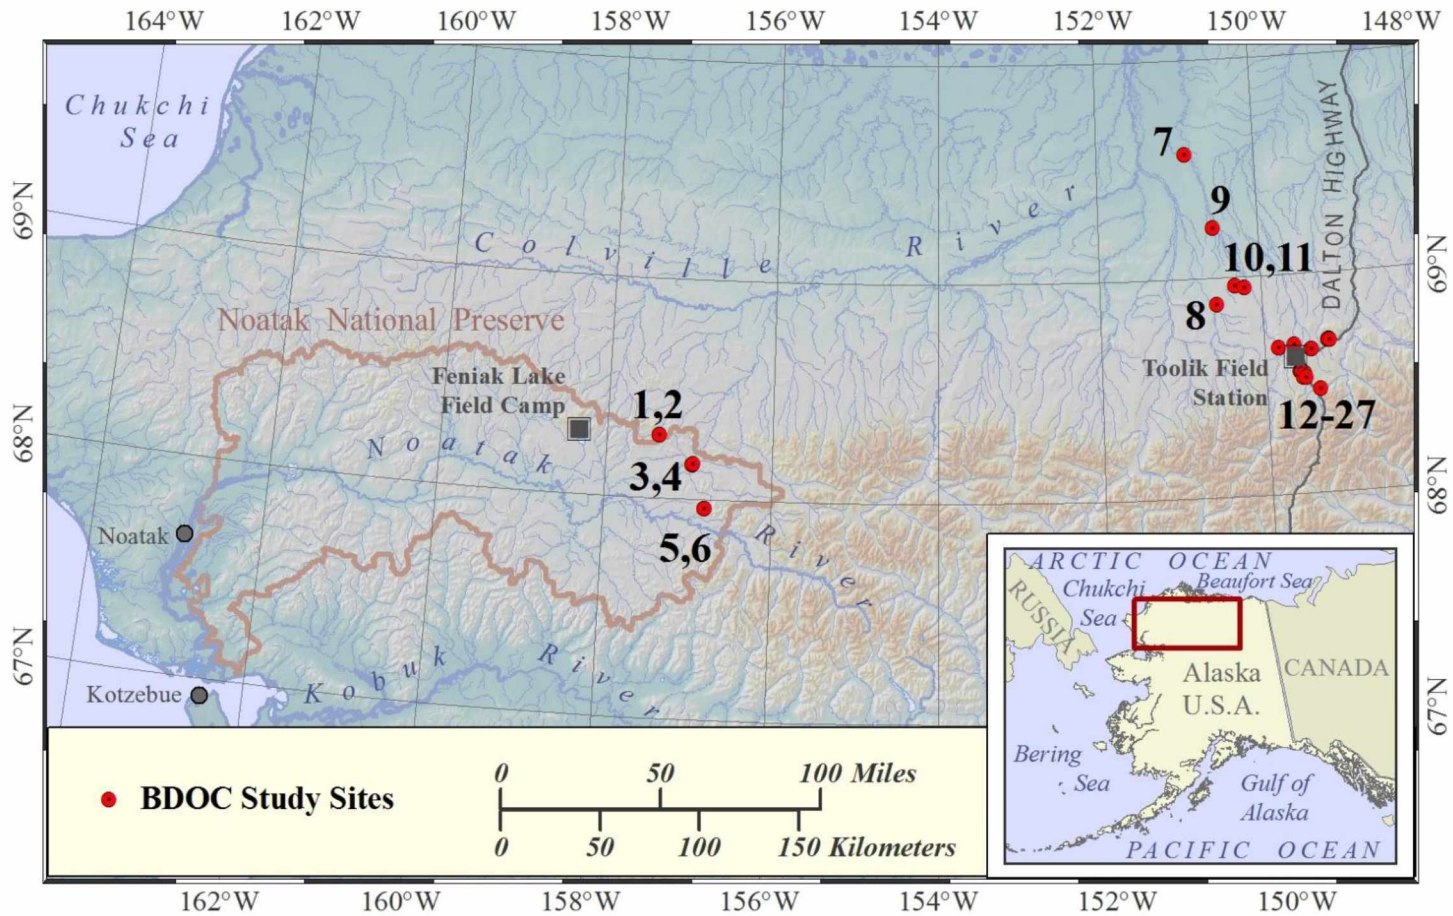 164°W 162°W 160°W 158°W 156°W 154°W 152°W 150°W 148°W
Chukchi
Sea
DALTON HIGHWAY
7
9
69°N
69°N
Colville River
10,11
8
Noatak National Preserve
Feniak Lake
Field Camp
Toolik Field
Station
1,2
12-27
68°N
Noatak River
3,4
68°N
Noatak
5,6
67°N
Kobuk River
Kotzebue
67°N
BDOC Study Sites
0 50 100 Miles
0 50 100 150 Kilometers
ARCTIC OCEAN
Chukchi
Sea
Beaufort Sea
RUSSIA
Alaska
U.S.A.
CANADA
Bering
Sea
Gulf of
Alaska
PACIFIC OCEAN
162°W 160°W 158°W 156°W 154°W 152°W 150°W